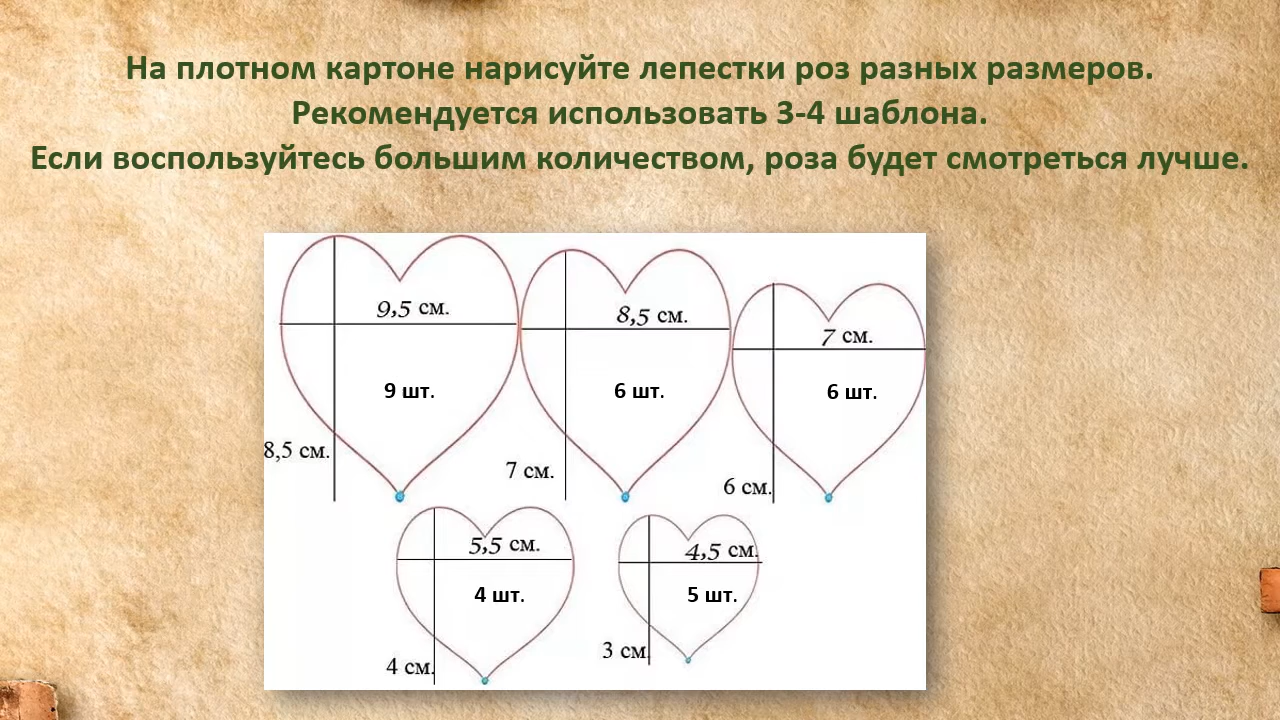 На плотном картоне нарисуйте лепестки роз разных размеров.
Рекомендуется использовать 3-4 шаблона.
Если воспользуйтесь большим количеством, роза будет смотреться лучше.
9,5 см.
8,5 см.
7 см.
9 шт.
6 шт.
6 шт.
8,5 см.
7 см.
6 см.
5,5 см.
4,5 см.
4 шт.
5 шт.
4 см.
3 см.